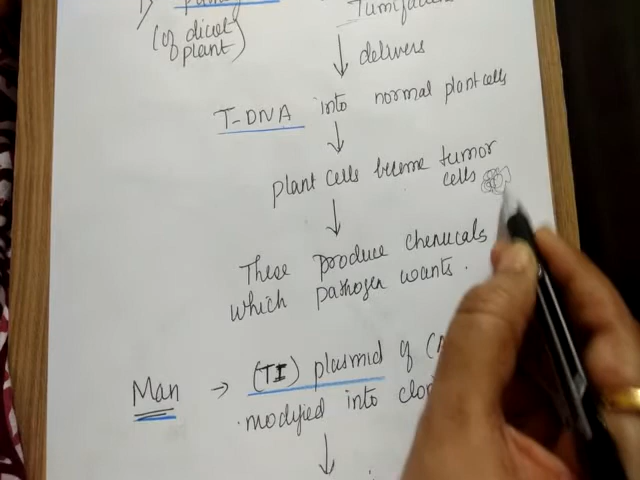 (of dicot
plant)
delivers
T-DNA into normal plant cells
plant cells become tumor
cells
These produce chemicals
which pathogen wants.
Man → (TI) plasmid of
modified into